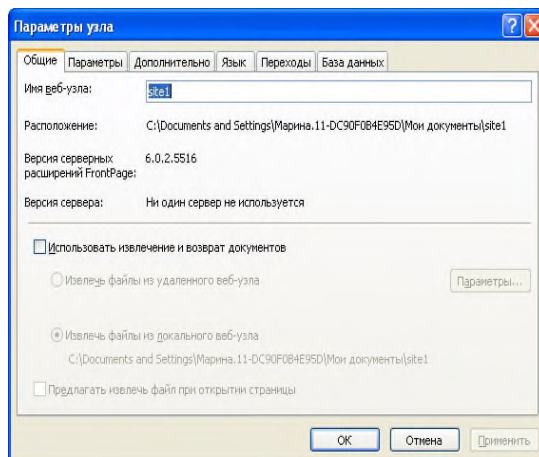 Параметры узла
Общие Параметры Дополнительно Язык Переходы База данных
Имя веб-узла: site1
Расположение: C:\Documents and Settings\Марина.11-DC90F0B4E95D\Мои документы\site1
Версия серверных расширений FrontPage: 6.0.2.5516
Версия сервера: Ни один сервер не используется
Использовать извлечение и возврат документов
Извлечь файлы из удаленного веб-узла Параметры...
Извлечь файлы из локального веб-узла
C:\Documents and Settings\Марина.11-DC90F0B4E95D\Мои документы\site1
Предлагать извлечь файл при открытии страницы
ОК Отмена Применить